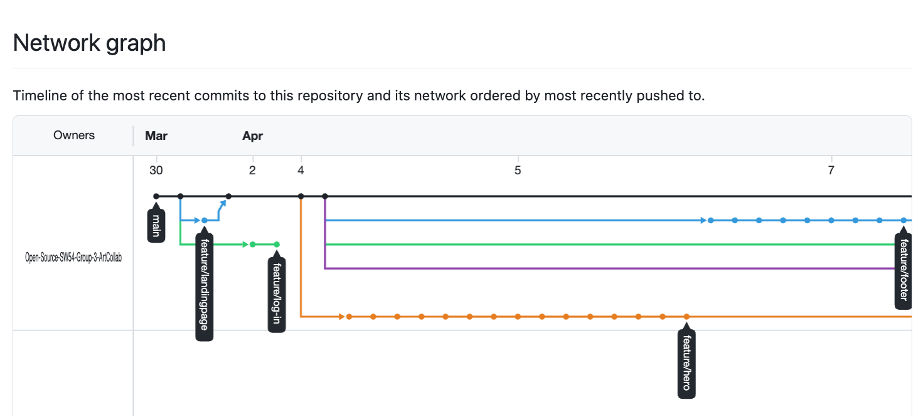 Network graph
Timeline of the most recent commits to this repository and its network ordered by most recently pushed to.
Owners Mar Apr
30 2 4 5 7
Open-Source-SW54-Group-3-ArtCollab
main
feature/landingpage
feature/log-in
feature/hero
feature/footer